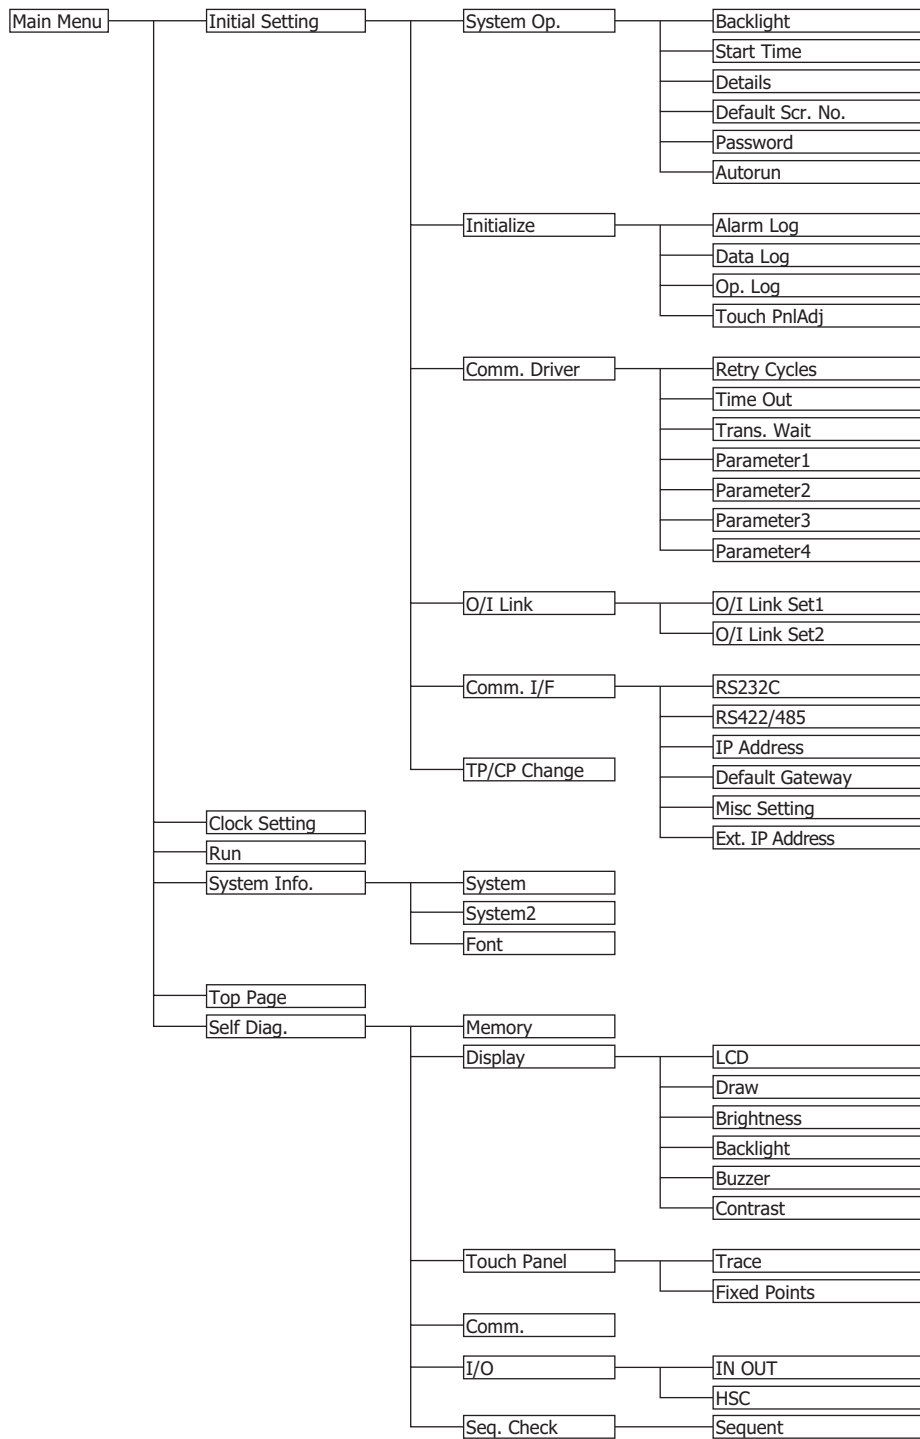 Main Menu
Initial Setting
System Op.
Backlight
Start Time
Details
Default Scr. No.
Password
Autorun
Initialize
Alarm Log
Data Log
Op. Log
Touch PnlAdj
Comm. Driver
Retry Cycles
Time Out
Trans. Wait
Parameter1
Parameter2
Parameter3
Parameter4
O/I Link
O/I Link Set1
O/I Link Set2
Comm. I/F
RS232C
RS422/485
IP Address
Default Gateway
Misc Setting
Ext. IP Address
TP/CP Change
Clock Setting
Run
System Info.
System
System2
Font
Top Page
Self Diag.
Memory
Display
LCD
Draw
Brightness
Backlight
Buzzer
Contrast
Touch Panel
Trace
Fixed Points
Comm.
I/O
IN OUT
HSC
Seq. Check
Sequent